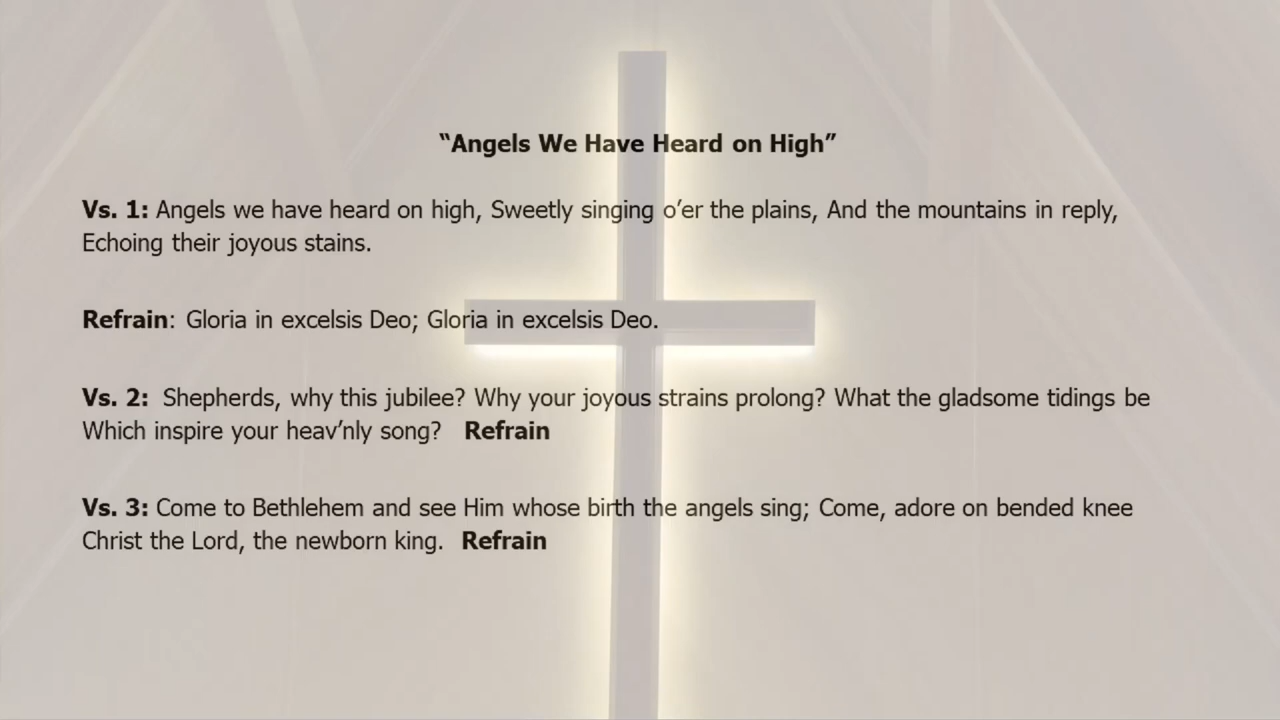 “Angels We Have Heard on High”
Vs. 1: Angels we have heard on high, Sweetly singing o’er the plains, And the mountains in reply,
Echoing their joyous stains.
Refrain: Gloria in excelsis Deo; Gloria in excelsis Deo.
Vs. 2: Shepherds, why this jubilee? Why your joyous strains prolong? What the gladsome tidings be
Which inspire your heav’nly song? Refrain
Vs. 3: Come to Bethlehem and see Him whose birth the angels sing; Come, adore on bended knee
Christ the Lord, the newborn king. Refrain